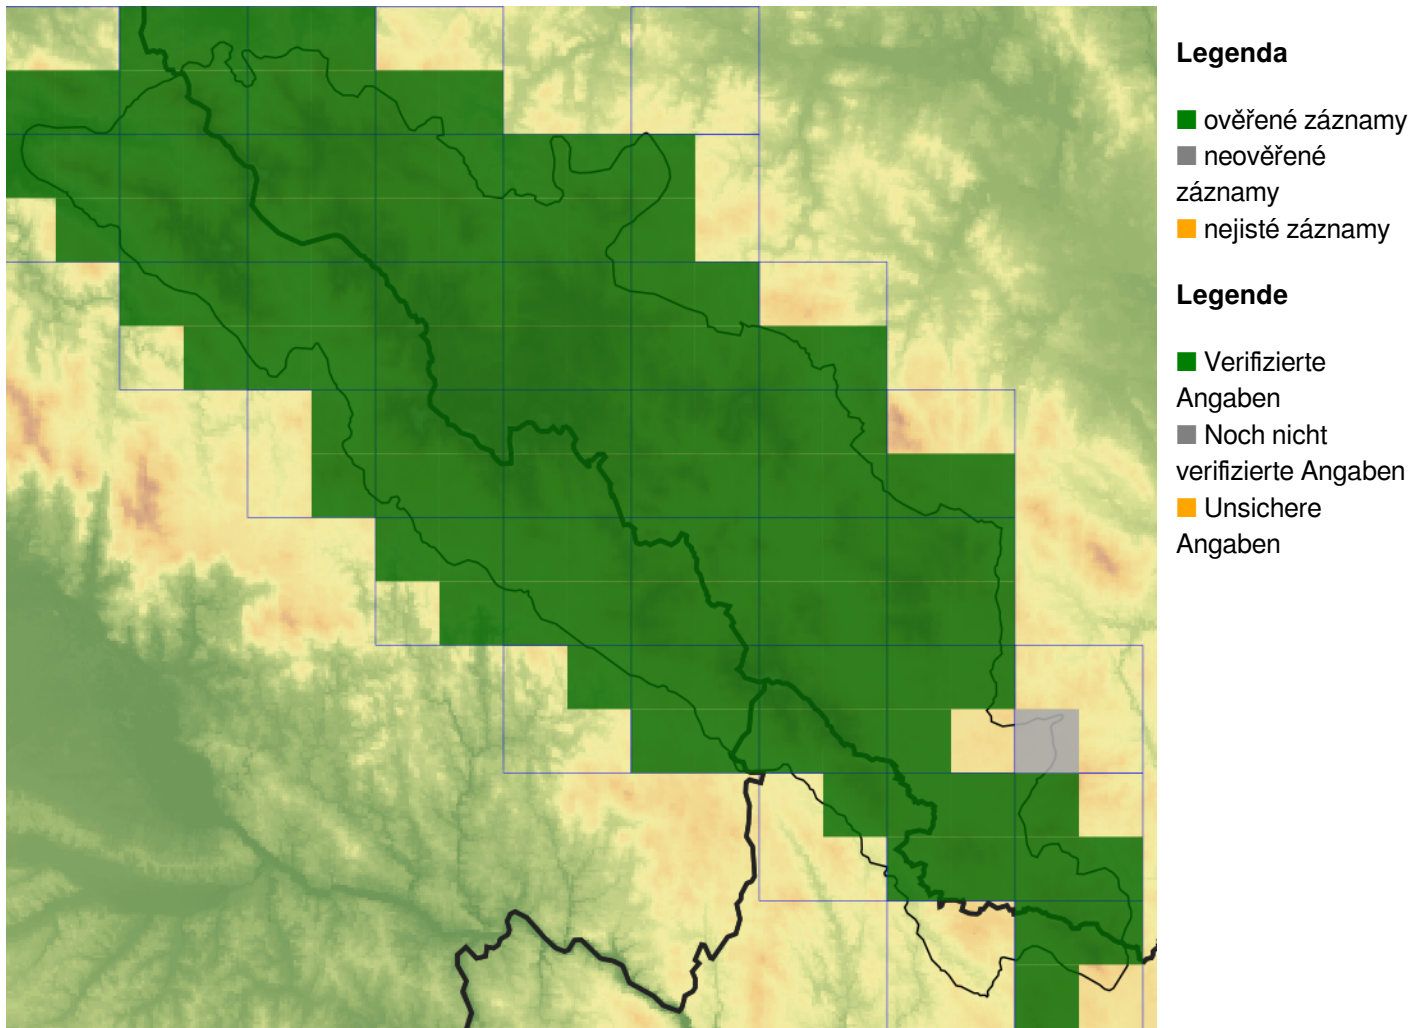 Legenda
ověřené záznamy
neověřené
záznamy
nejisté záznamy
Legende
Verifizierte
Angaben
Noch nicht
verifizierte Angaben
Unsichere
Angaben